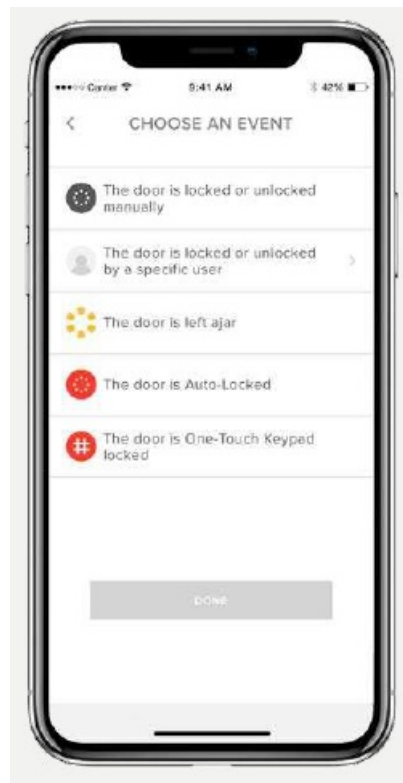 Carrier 9:41 AM 42%
CHOOSE AN EVENT
The door is locked or unlocked
manually
The door is locked or unlocked
by a specific user
The door is left ajar
The door is Auto-Locked
#
The door is One-Touch Keypad
locked
DONE